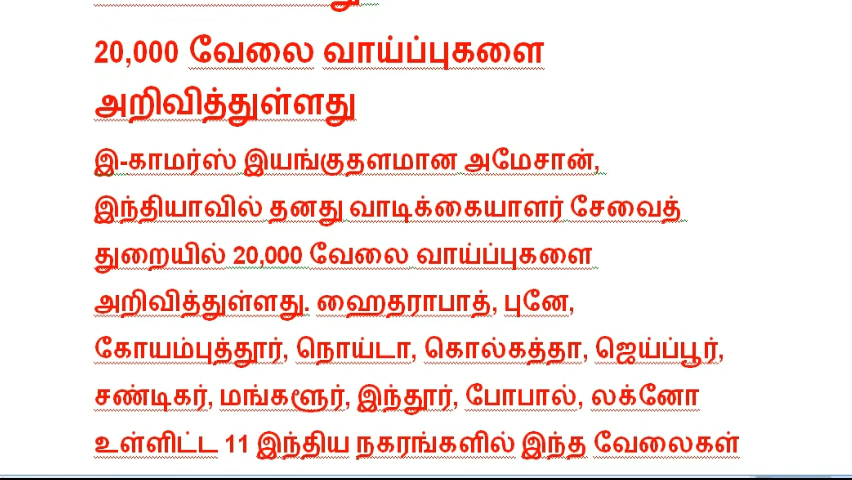 20,000 வேலை வாய்ப்புகளை
அறிவித்துள்ளது
இ-காமர்ஸ் இயங்குதளமான அமேசான்,
இந்தியாவில் தனது வாடிக்கையாளர் சேவைத்
துறையில் 20,000 வேலை வாய்ப்புகளை
அறிவித்துள்ளது. ஹைதராபாத், புனே,
கோயம்புத்தூர், நொய்டா, கொல்கத்தா, ஜெய்ப்பூர்,
சண்டிகர், மங்களூர், இந்தூர், போபால், லக்னோ
உள்ளிட்ட 11 இந்திய நகரங்களில் இந்த வேலைகள்